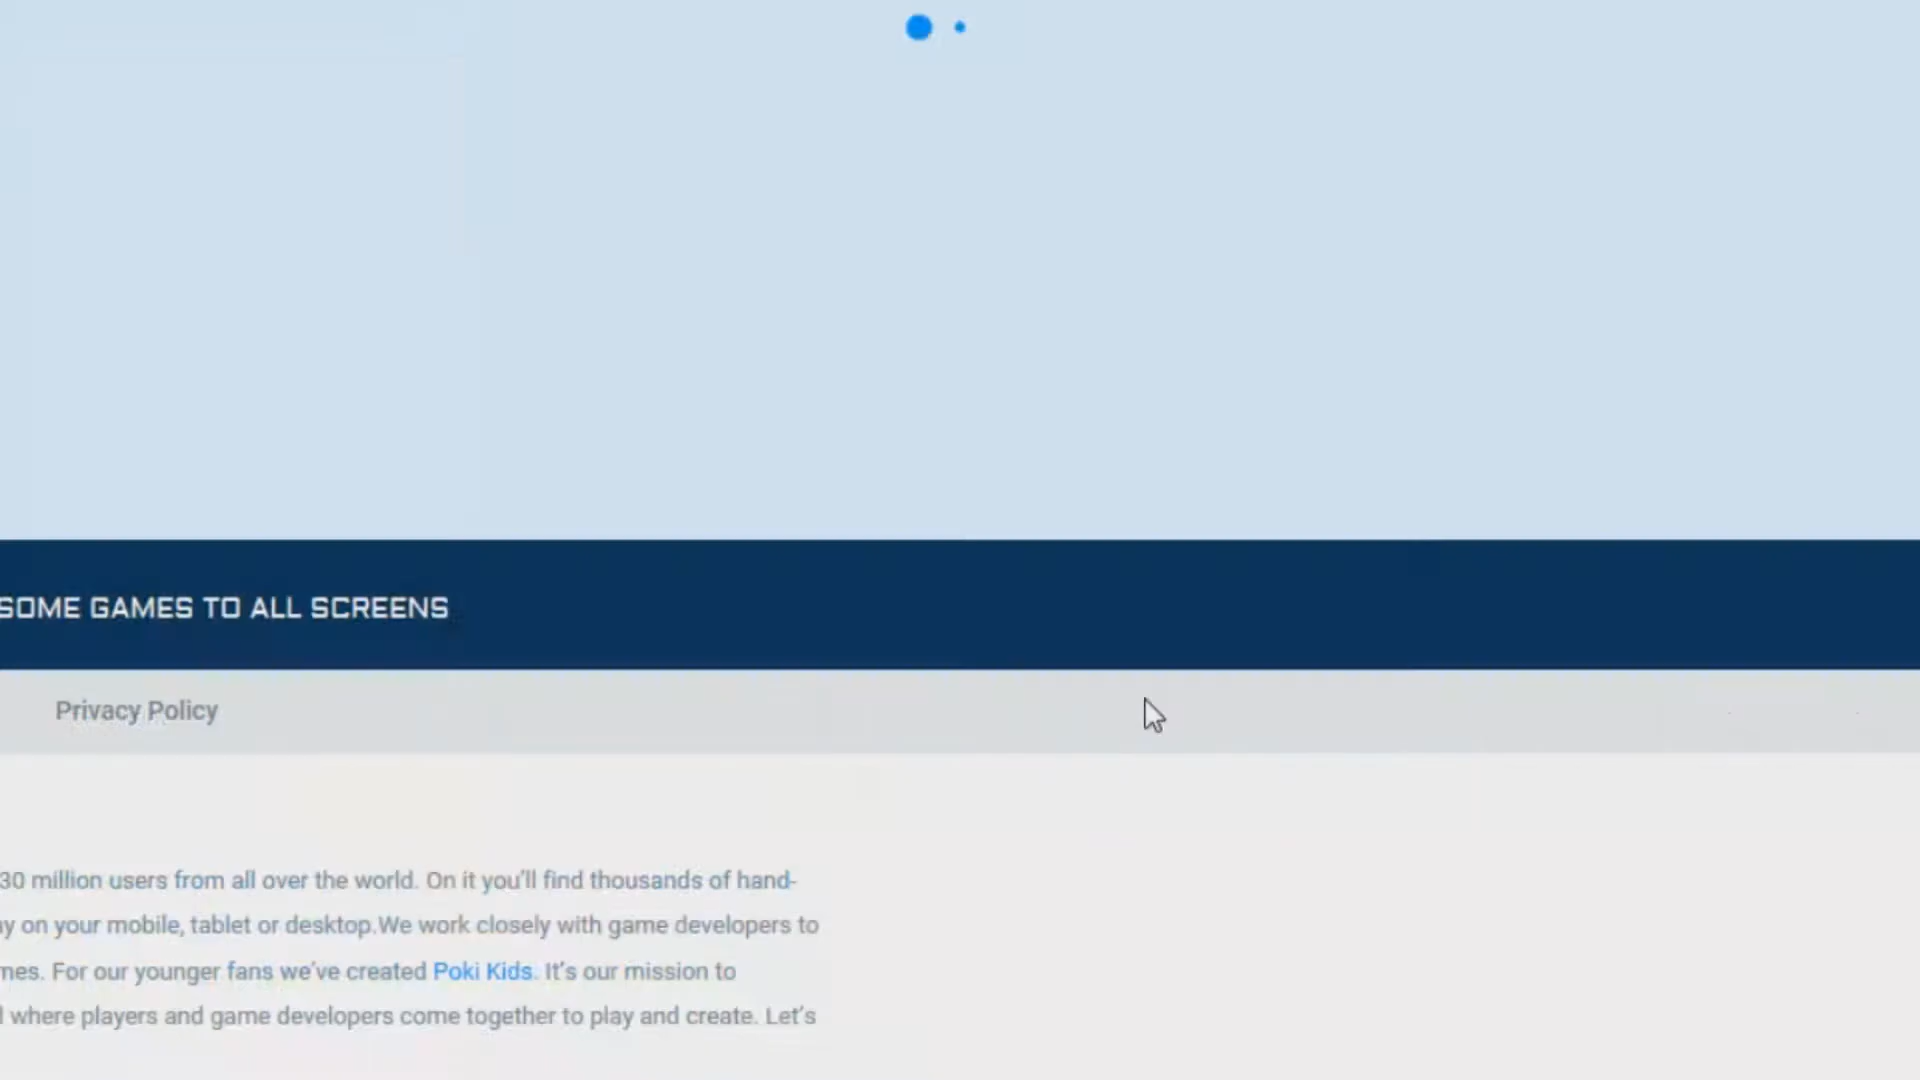 SOME GAMES TO ALL SCREENS
Privacy Policy
30 million users from all over the world. On it you'll find thousands of hand-
y on your mobile, tablet or desktop.We work closely with game developers to
mes. For our younger fans we've created Poki Kids. It's our mission to
where players and game developers come together to play and create. Let's